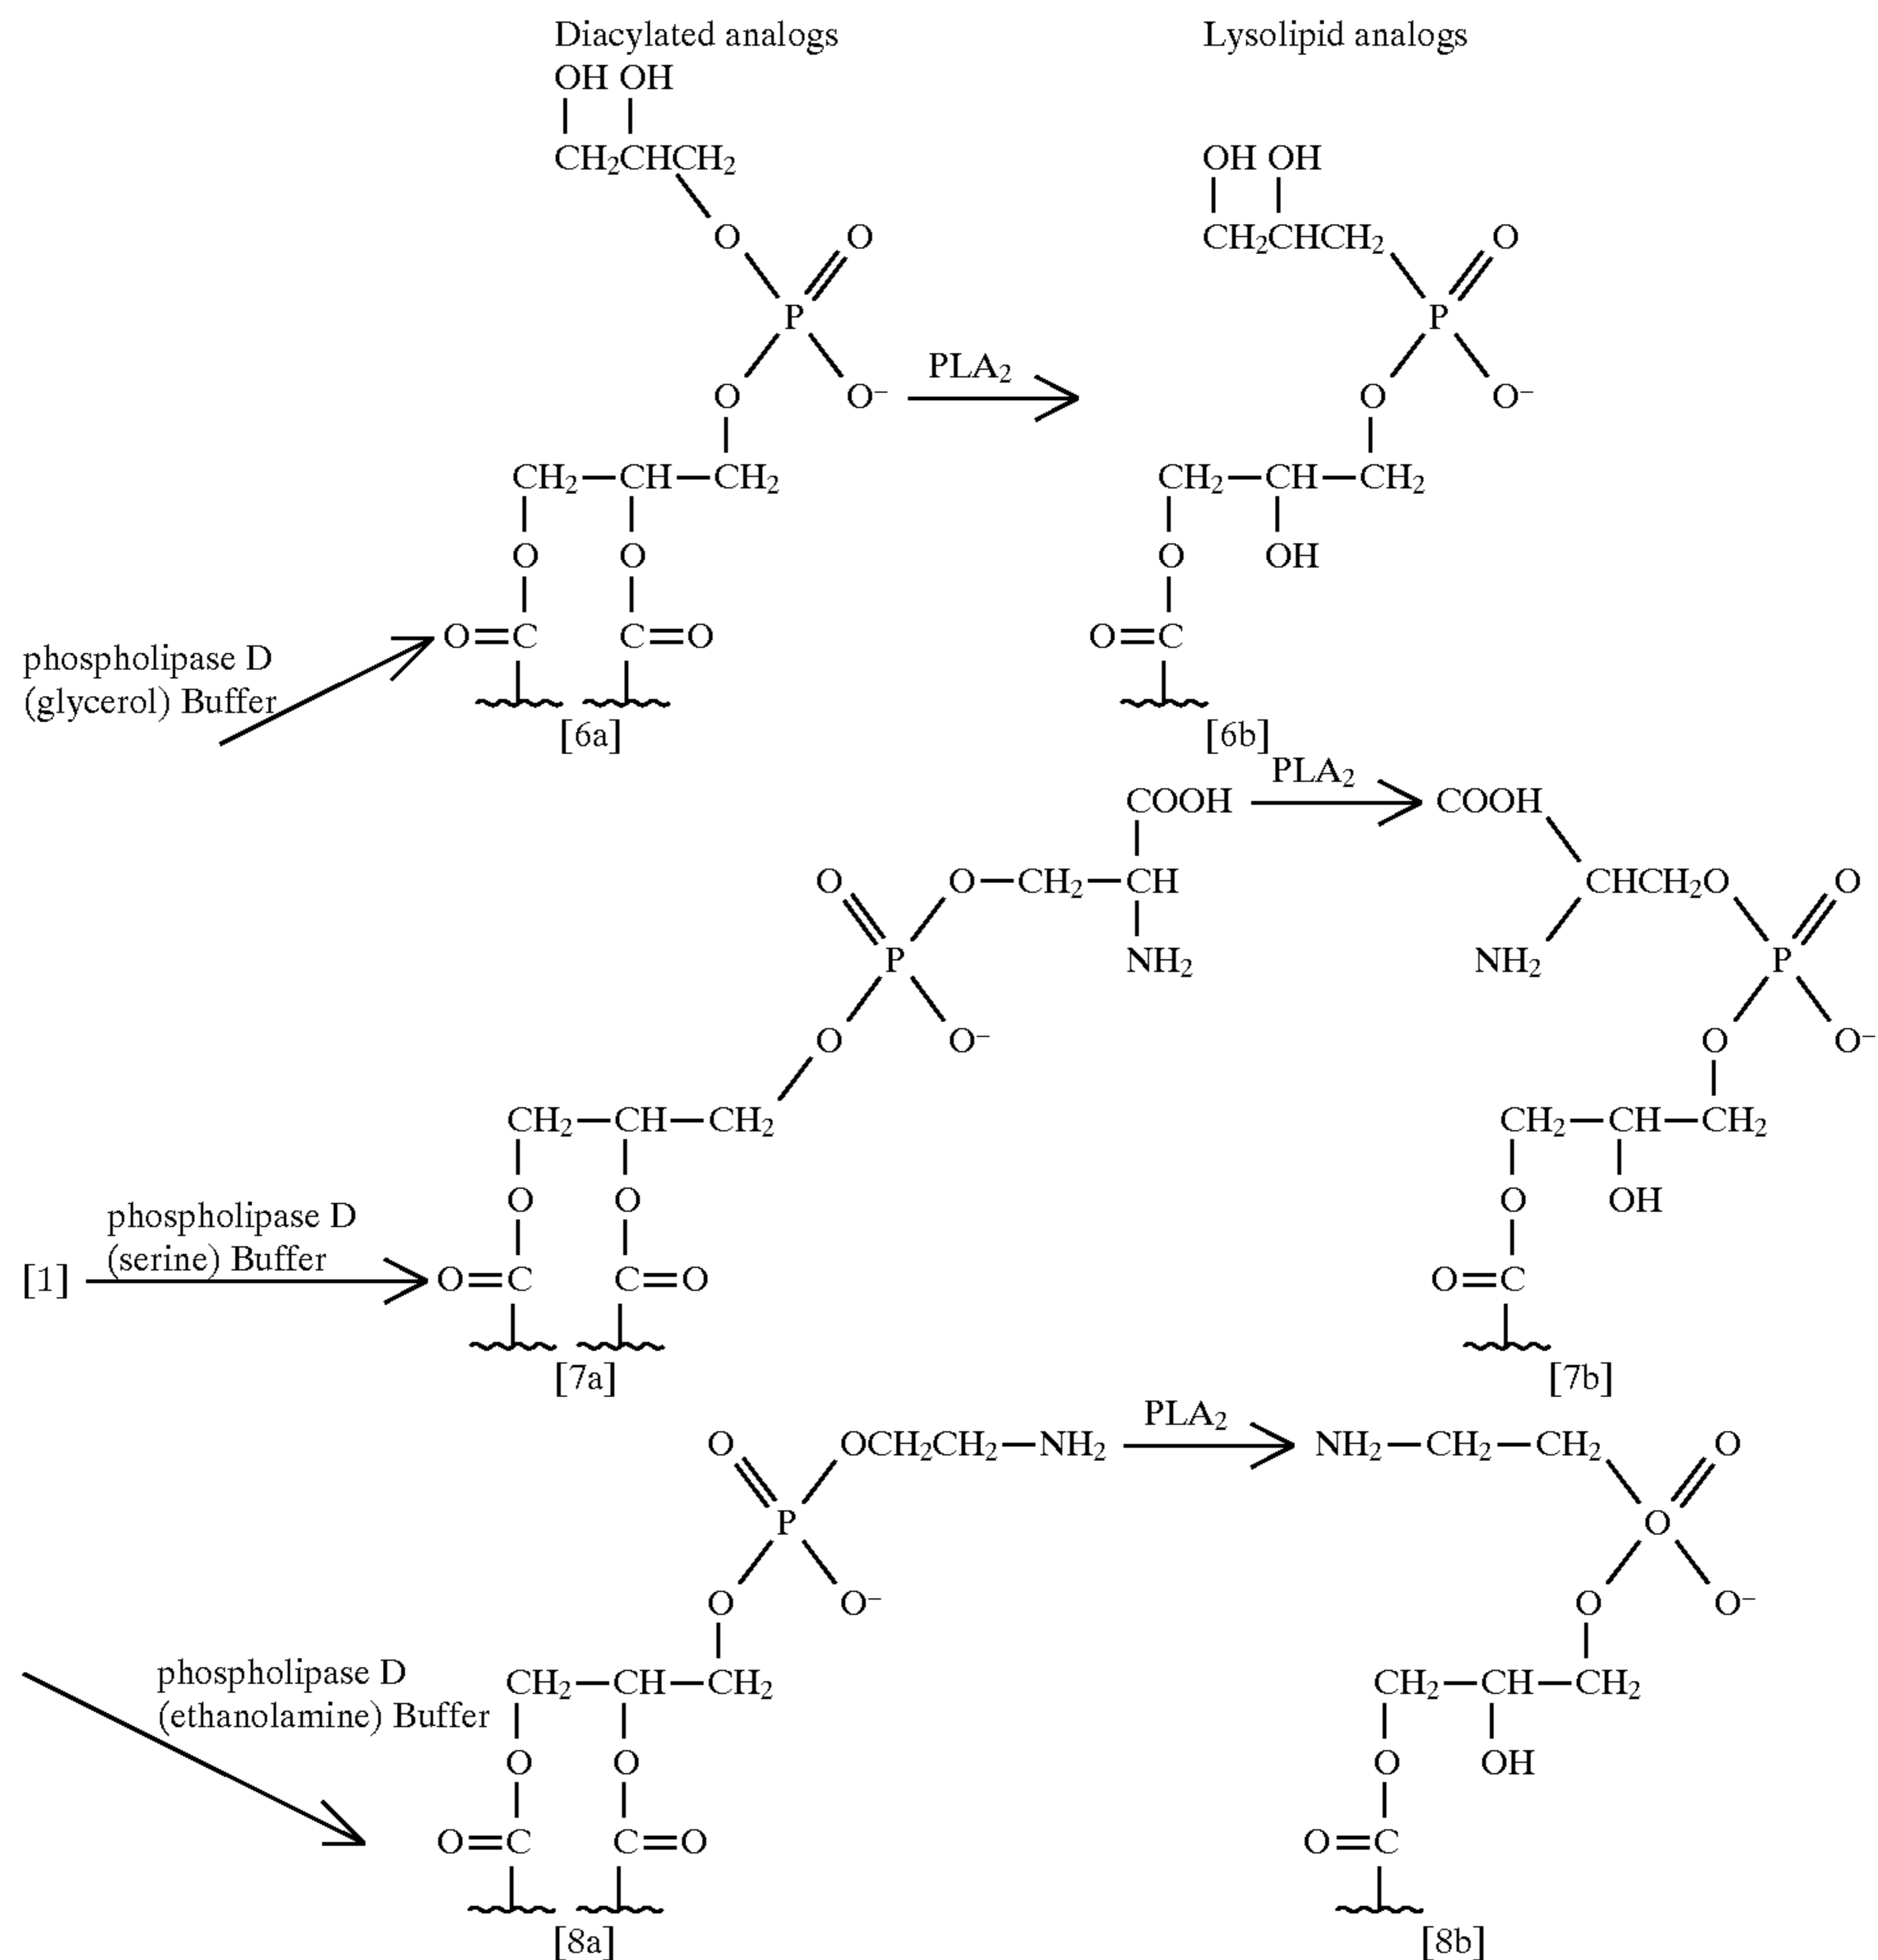 Diacylated analogs Lysolipid analogs
OH OH
CH₂CHCH₂ OH OH
O O CH₂CHCH₂ O
P P
PLA₂
O O⁻ O O⁻
CH₂—CH—CH₂ CH₂—CH—CH₂
O O O OH
O=C C=O O=C
phospholipase D
(glycerol) Buffer
[6a] [6b]
PLA₂
COOH COOH
O O—CH₂—CH CHCH₂O O
P NH₂ NH₂ P
O O⁻ O O⁻
CH₂—CH—CH₂ CH₂—CH—CH₂
O O O OH
phospholipase D
(serine) Buffer
[1] O=C C=O O=C
[7a] [7b]
PLA₂
O OCH₂CH₂—NH₂ NH₂—CH₂—CH₂ O
P O
O O⁻ O O⁻
CH₂—CH—CH₂ CH₂—CH—CH₂
phospholipase D
(ethanolamine) Buffer
O O O OH
O=C C=O O=C
[8a] [8b]